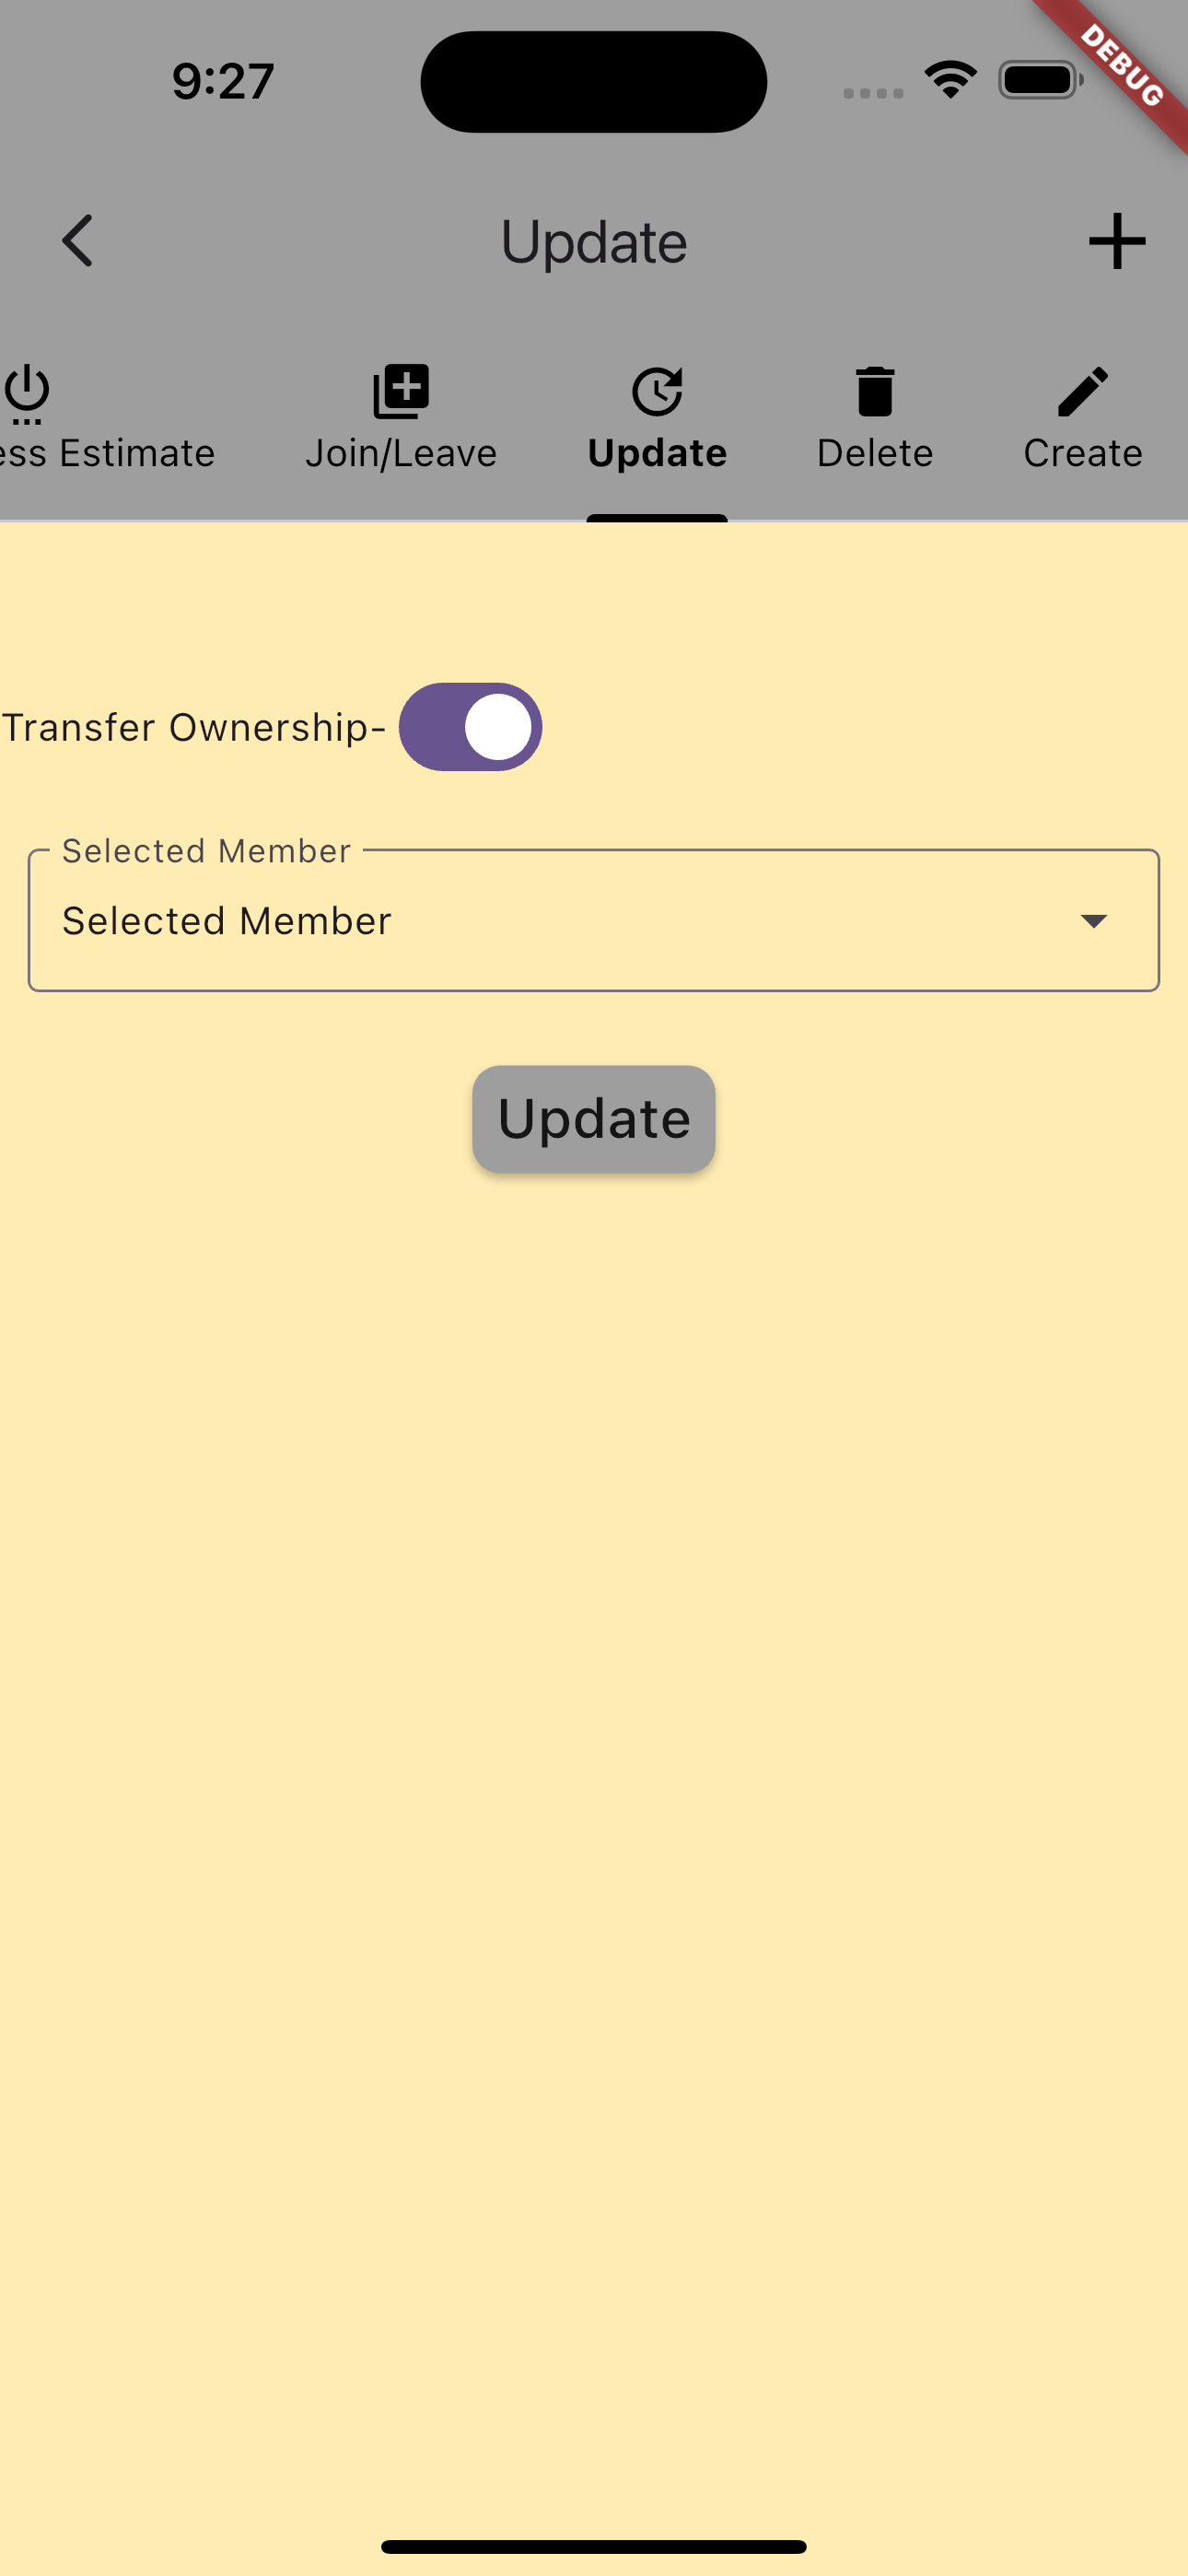 9:27
DEBUG
Update
ess Estimate
Join/Leave
Update
Delete
Create
Transfer Ownership-
Selected Member
Selected Member
Update